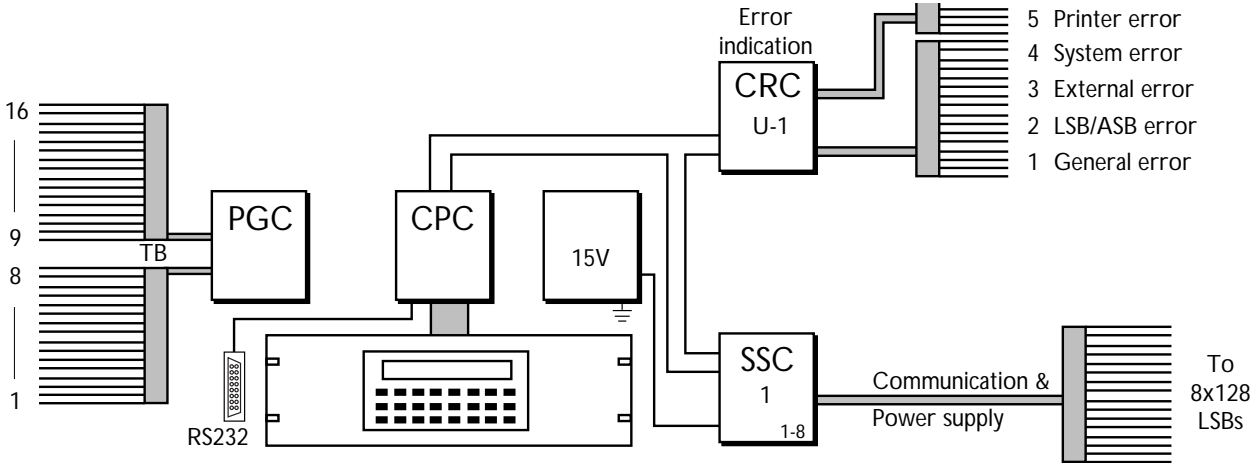 Error
indication
CRC
U-1
5 Printer error
4 System error
3 External error
2 LSB/ASB error
1 General error
16
9
TB
8
1
PGC
CPC
15V
RS232
SSC
1
1-8
Communication &
Power supply
To
8x128
LSBs